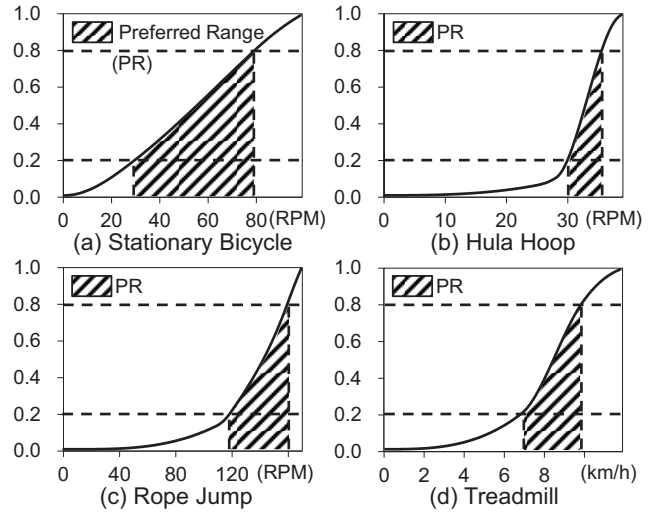 1.0
Preferred Range
0.8
(PR)
0.6
0.4
0.2
0.0
0 20 40 60 80 (RPM)
(a) Stationary Bicycle
1.0
PR
0.8
0.6
0.4
0.2
0.0
0 10 20 30 (RPM)
(b) Hula Hoop
1.0
PR
0.8
0.6
0.4
0.2
0.0
0 40 80 120 (RPM)
(c) Rope Jump
1.0
PR
0.8
0.6
0.4
0.2
0.0
0 2 4 6 8 (km/h)
(d) Treadmill